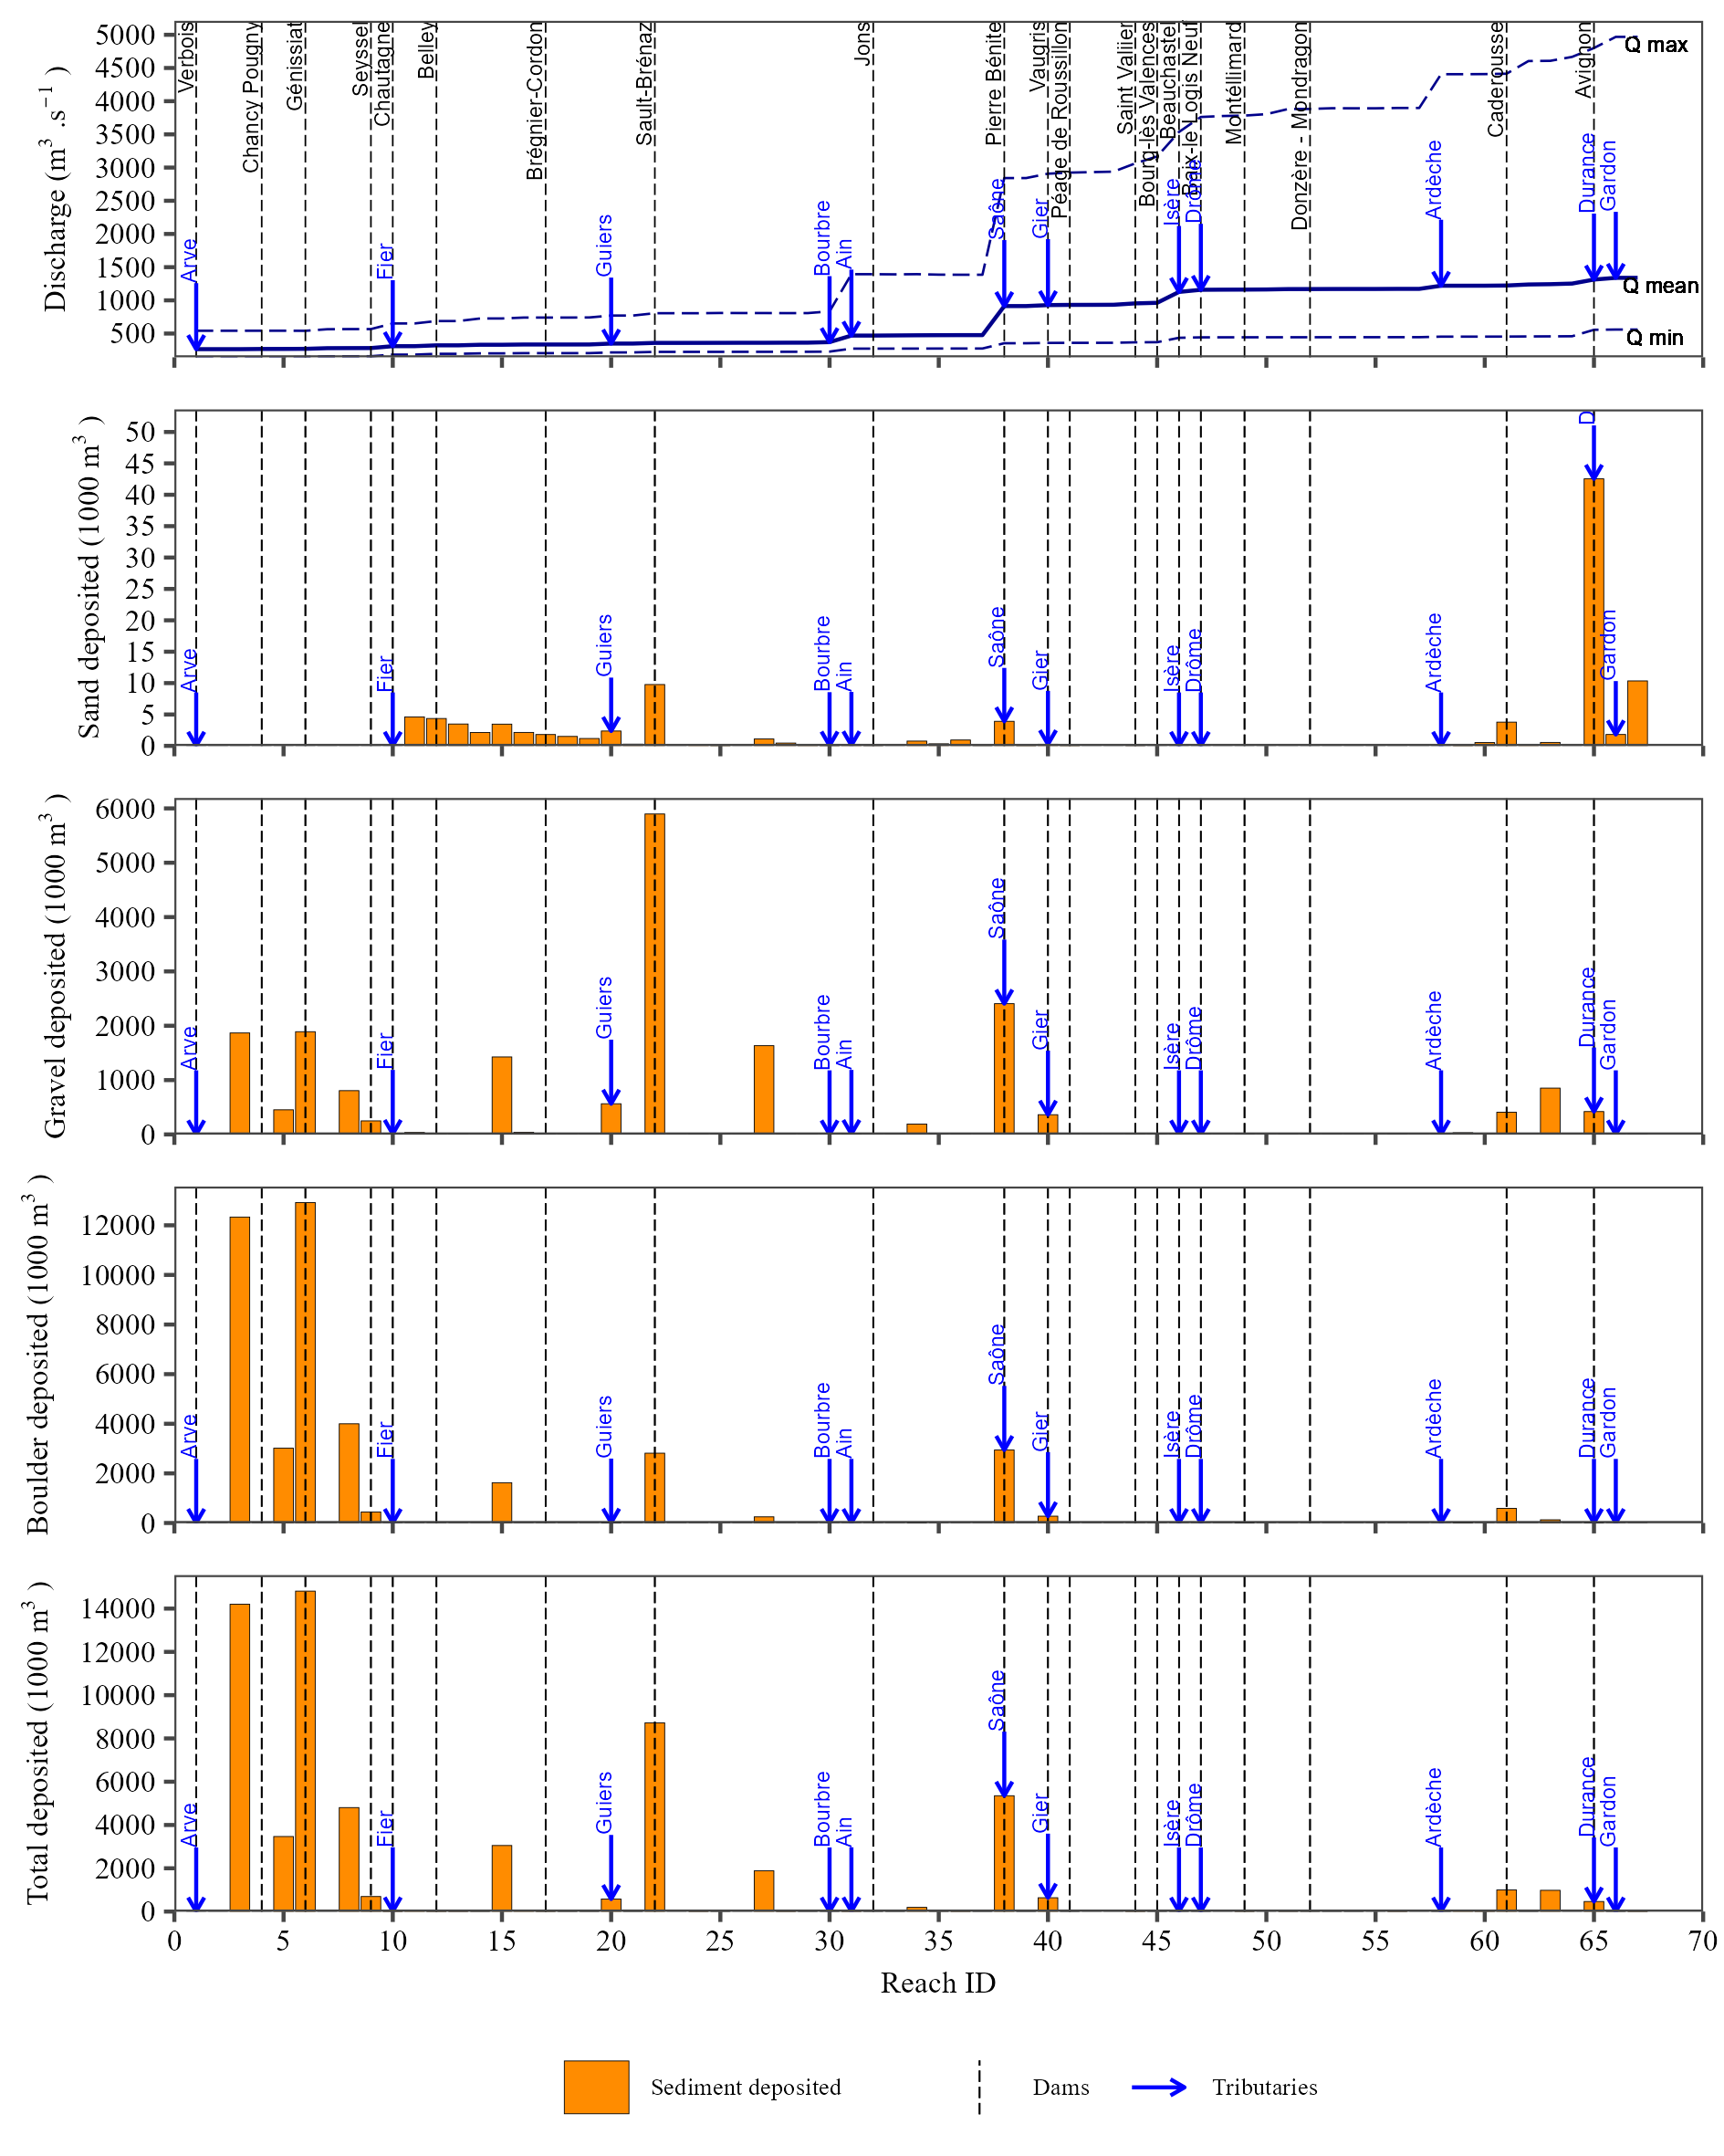 Discharge (m³ .s⁻¹ )
5000
4500
4000
3500
3000
2500
2000
1500
1000
500
Verbois
Chancy Pougny
Génissiat
Seyssel
Chautagne
Belley
Brégnier-Cordon
Sault-Brénaz
Jons
Pierre Bénite
Vaugris
Péage de Roussillon
Saint Vallier
Bourg-lès Valences
Beauchastel
Baix-le Logis Neuf
Montélimard
Donzère - Mondragon
Caderousse
Avignon
Arve
Fier
Guiers
Bourbre
Ain
Saône
Gier
Isère
Drôme
Ardèche
Durance
Gardon
Q max
Q mean
Q min
Sand deposited (1000 m³ )
50
45
40
35
30
25
20
15
10
5
0
Arve
Fier
Guiers
Bourbre
Ain
Saône
Gier
Isère
Drôme
Ardèche
D
Gardon
Gravel deposited (1000 m³ )
6000
5000
4000
3000
2000
1000
0
Arve
Fier
Guiers
Bourbre
Ain
Saône
Gier
Isère
Drôme
Ardèche
Durance
Gardon
Boulder deposited (1000 m³ )
12000
10000
8000
6000
4000
2000
0
Arve
Fier
Guiers
Bourbre
Ain
Saône
Gier
Isère
Drôme
Ardèche
Durance
Gardon
Total deposited (1000 m³ )
14000
12000
10000
8000
6000
4000
2000
0
Arve
Fier
Guiers
Bourbre
Ain
Saône
Gier
Isère
Drôme
Ardèche
Durance
Gardon
0 5 10 15 20 25 30 35 40 45 50 55 60 65 70
Reach ID
Sediment deposited Dams Tributaries